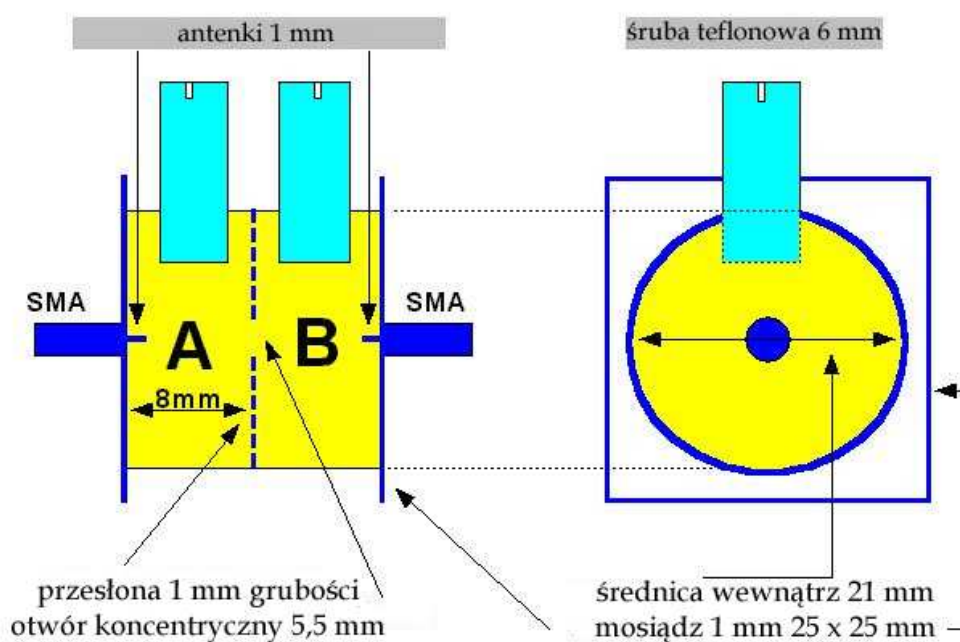 antenki 1 mm
śruba teflonowa 6 mm
SMA
SMA
A
B
8mm
przesłona 1 mm grubości
otwór koncentryczny 5,5 mm
średnica wewnątrz 21 mm
mosiądz 1 mm 25 x 25 mm